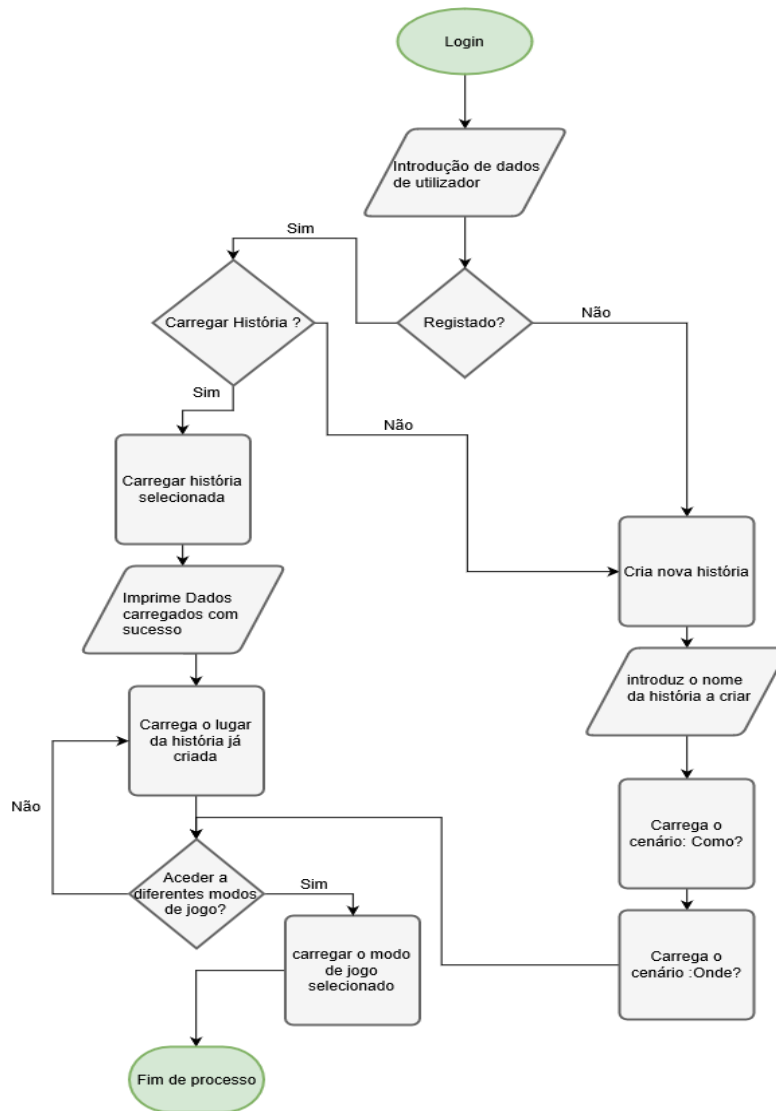 Login
Introdução de dados
de utilizador
Sim
Registado?
Não
Carregar História ?
Sim
Não
Carregar história
selecionada
Cria nova história
Imprime Dados
carregados com
sucesso
introduz o nome
da história a criar
Carrega o lugar
da história já
criada
Não
Carrega o
cenário: Como?
Aceder a
diferentes modos
de jogo?
Sim
carregar o modo
de jogo
selecionado
Carrega o
cenário :Onde?
Fim de processo